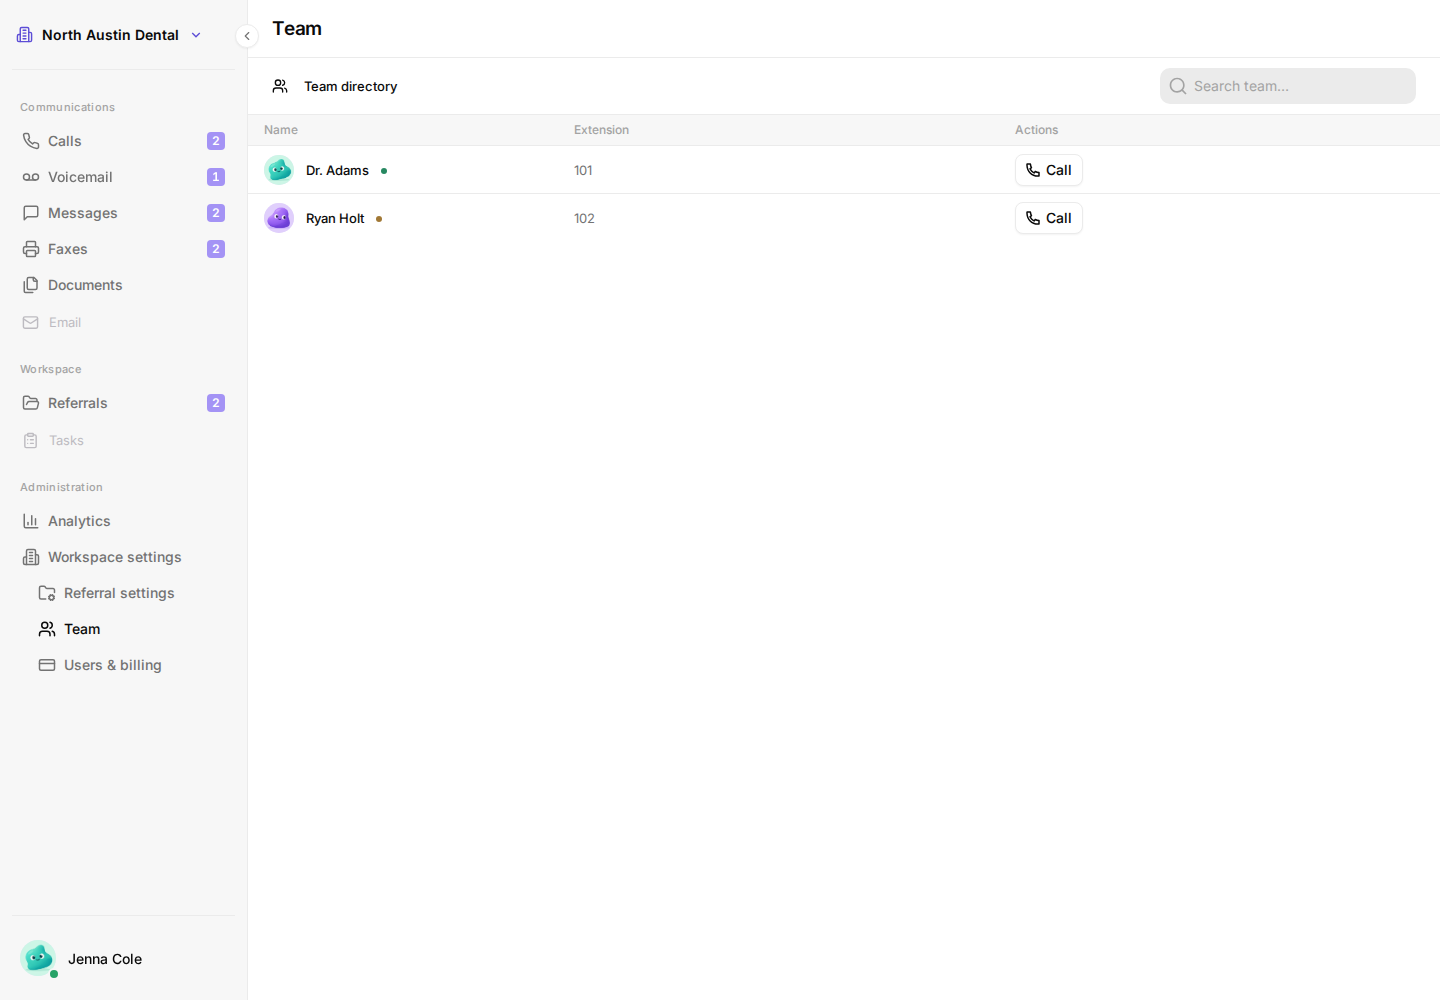 North Austin Dental
Team
Team directory
Search team...
Name Extension Actions
Dr. Adams 101 Call
Ryan Holt 102 Call
Communications
Calls 2
Voicemail 1
Messages 2
Faxes 2
Documents
Email
Workspace
Referrals 2
Tasks
Administration
Analytics
Workspace settings
Referral settings
Team
Users & billing
Jenna Cole